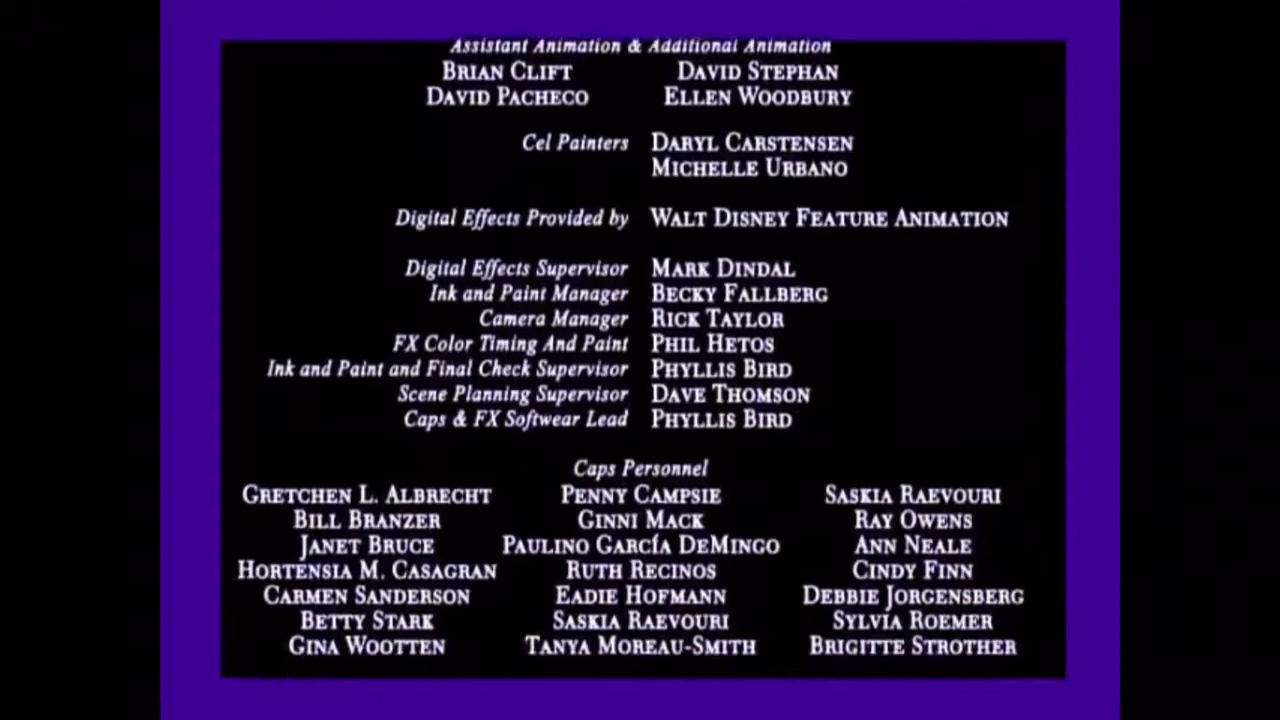 Assistant Animation & Additional Animation
BRIAN CLIFT DAVID STEPHAN
DAVID PACHECO ELLEN WOODBURY
Cel Painters DARYL CARSTENSEN
MICHELLE URBANO
Digital Effects Provided by WALT DISNEY FEATURE ANIMATION
Digital Effects Supervisor MARK DINDAL
Ink and Paint Manager BECKY FALLBERG
Camera Manager RICK TAYLOR
FX Color Timing And Paint PHIL HETOS
Ink and Paint and Final Check Supervisor PHYLLIS BIRD
Scene Planning Supervisor DAVE THOMSON
Caps & FX Softwear Lead PHYLLIS BIRD
Caps Personnel
GRETCHEN L. ALBRECHT PENNY CAMPSIE SASKIA RAEVOURI
BILL BRANZER GINNI MACK RAY OWENS
JANET BRUCE PAULINO GARCÍA DEMINGO ANN NEALE
HORTENSIA M. CASAGRAN RUTH RECINOS CINDY FINN
CARMEN SANDERSON EADIE HOFMANN DEBBIE JORGENSBERG
BETTY STARK SASKIA RAEVOURI SYLVIA ROEMER
GINA WOOTTEN TANYA MOREAU-SMITH BRIGITTE STROTHER